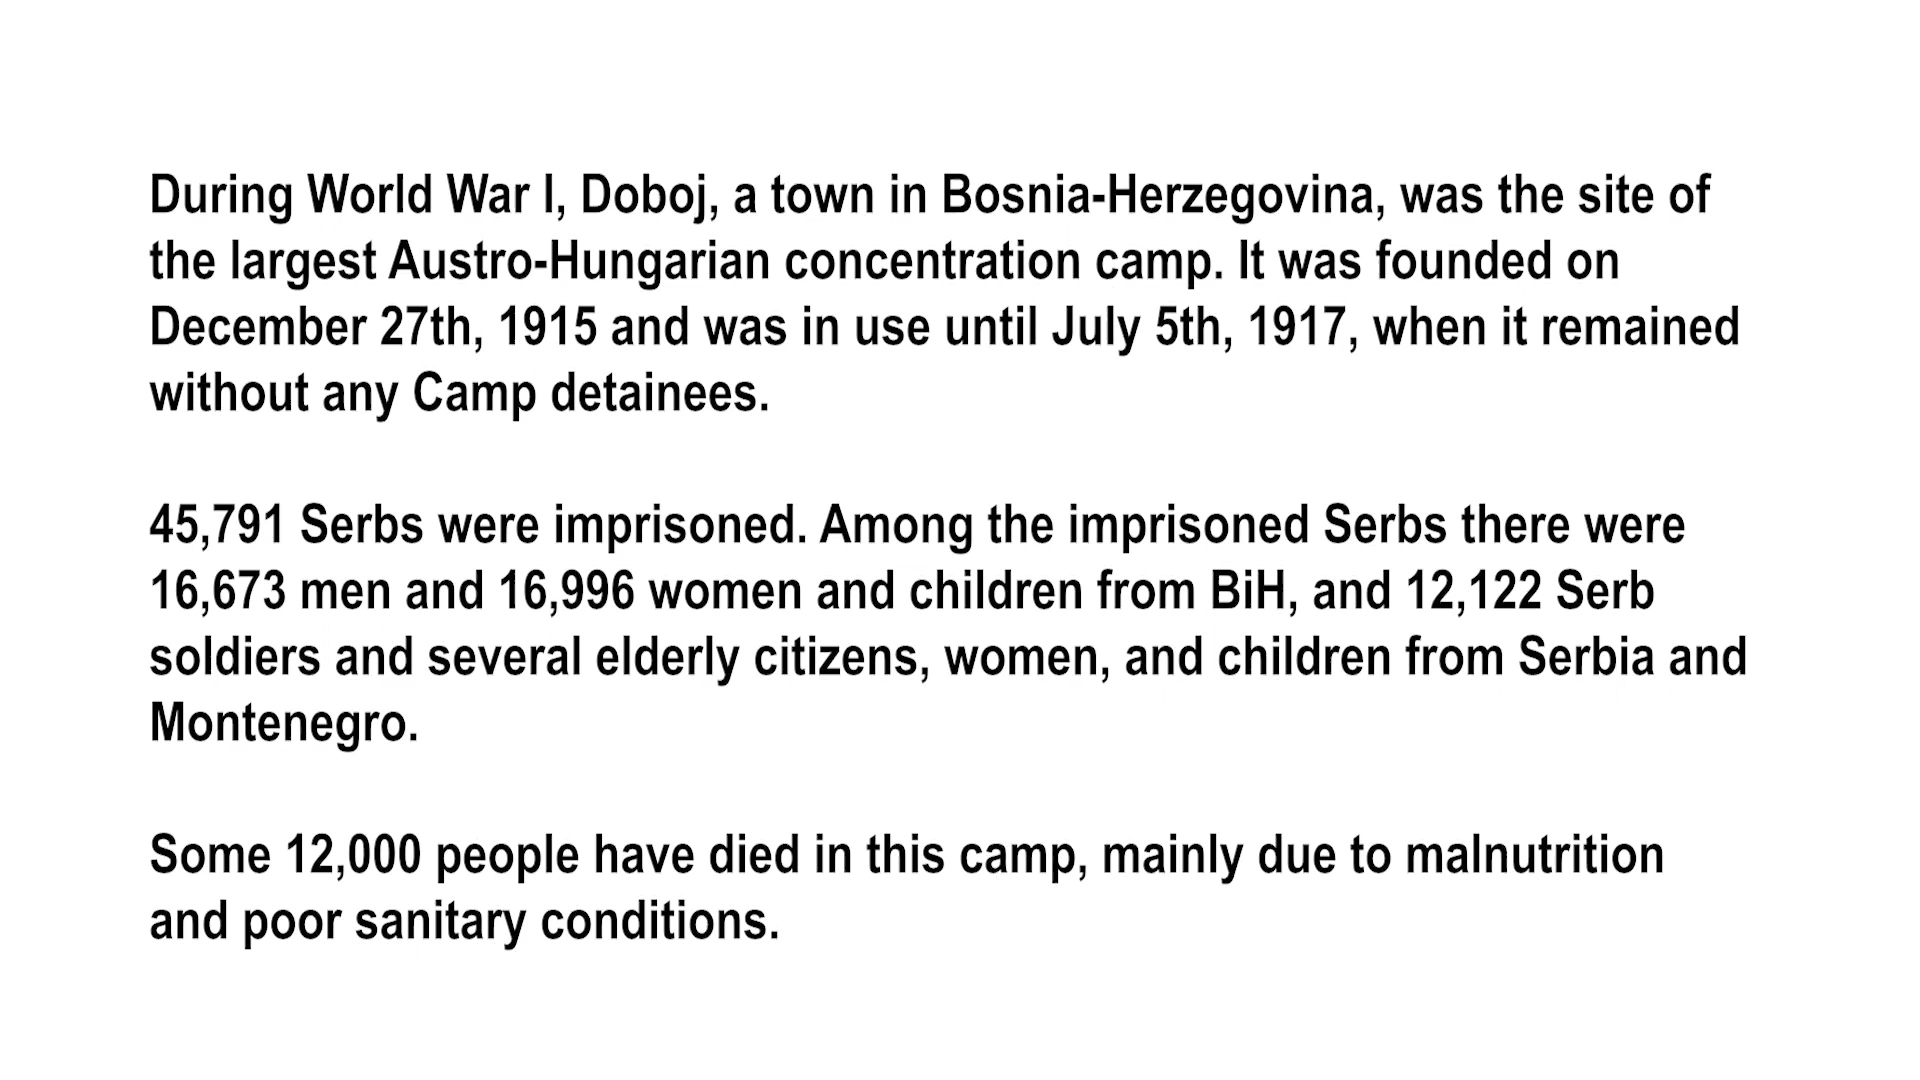 During World War I, Doboj, a town in Bosnia-Herzegovina, was the site of
the largest Austro-Hungarian concentration camp. It was founded on
December 27th, 1915 and was in use until July 5th, 1917, when it remained
without any Camp detainees.
45,791 Serbs were imprisoned. Among the imprisoned Serbs there were
16,673 men and 16,996 women and children from BiH, and 12,122 Serb
soldiers and several elderly citizens, women, and children from Serbia and
Montenegro.
Some 12,000 people have died in this camp, mainly due to malnutrition
and poor sanitary conditions.